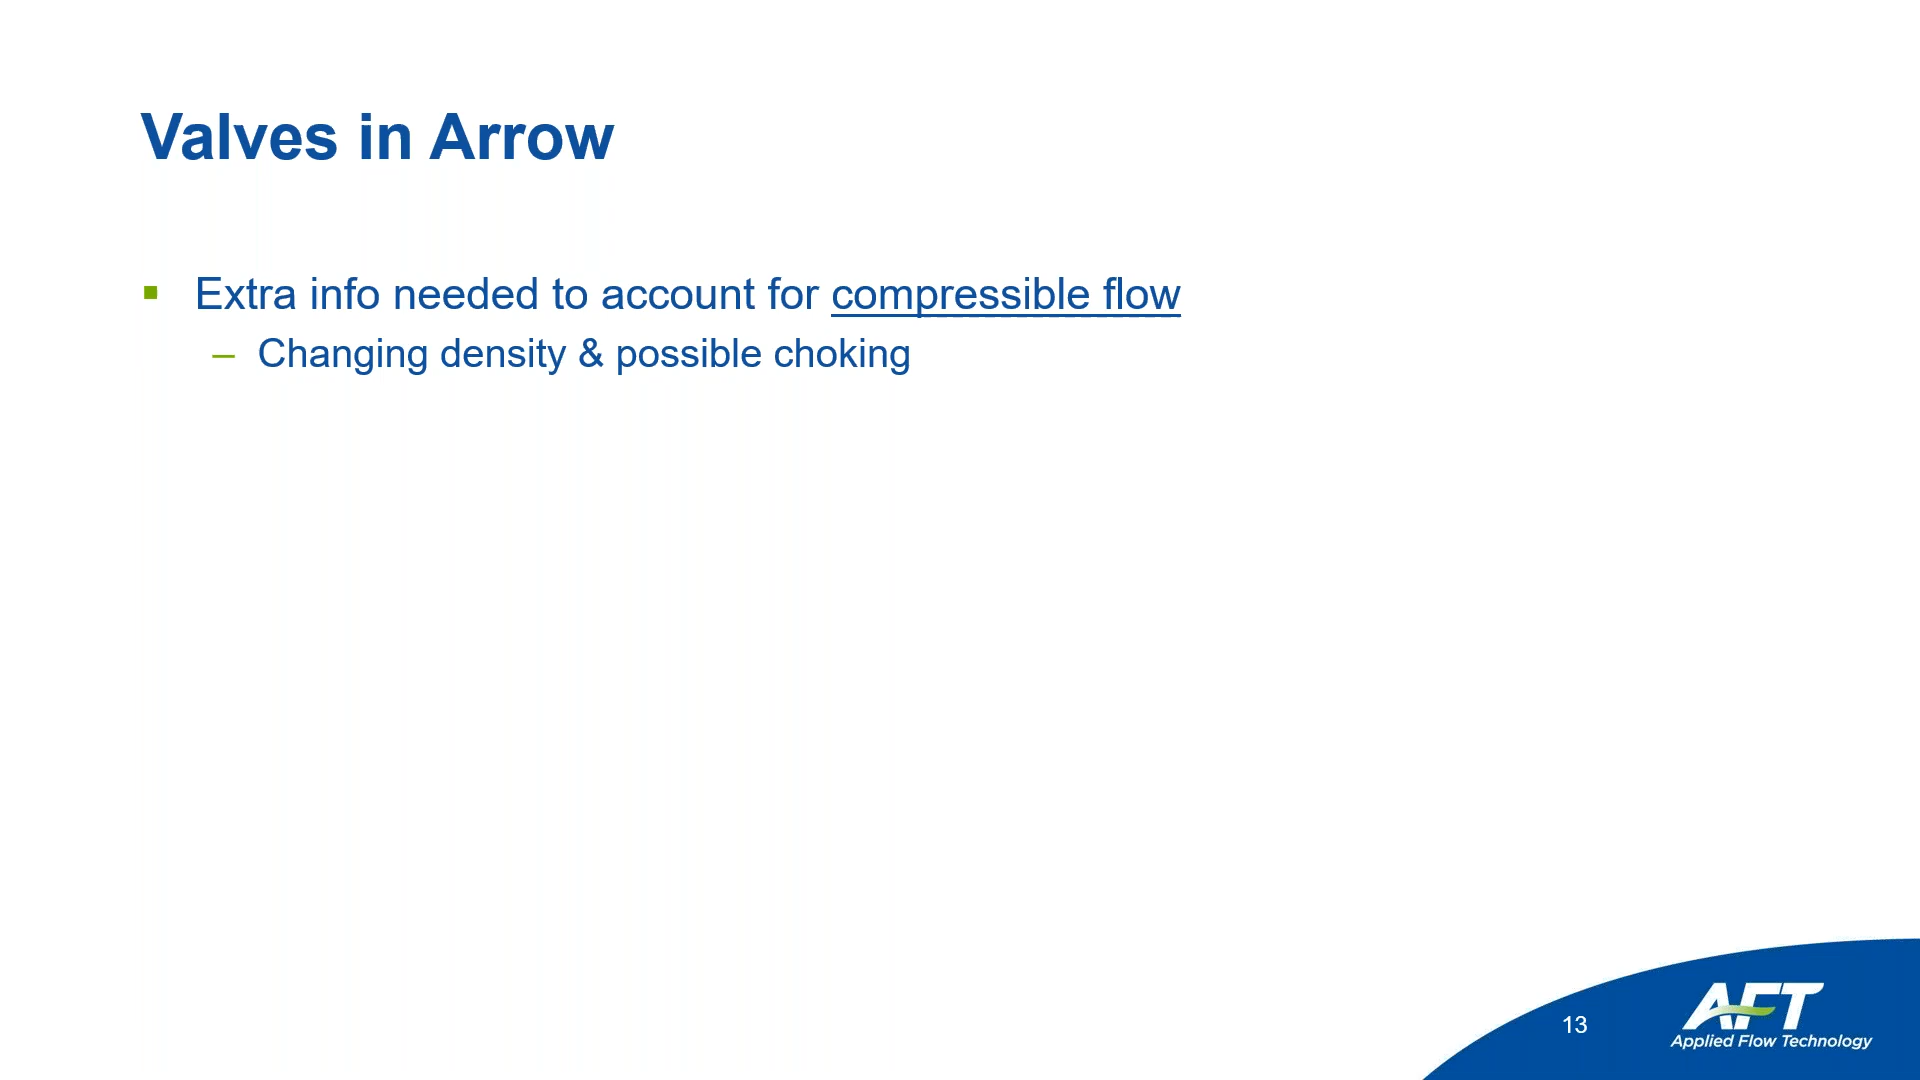 Valves in Arrow
▪ Extra info needed to account for compressible flow
– Changing density & possible choking
13
AFT
Applied Flow Technology